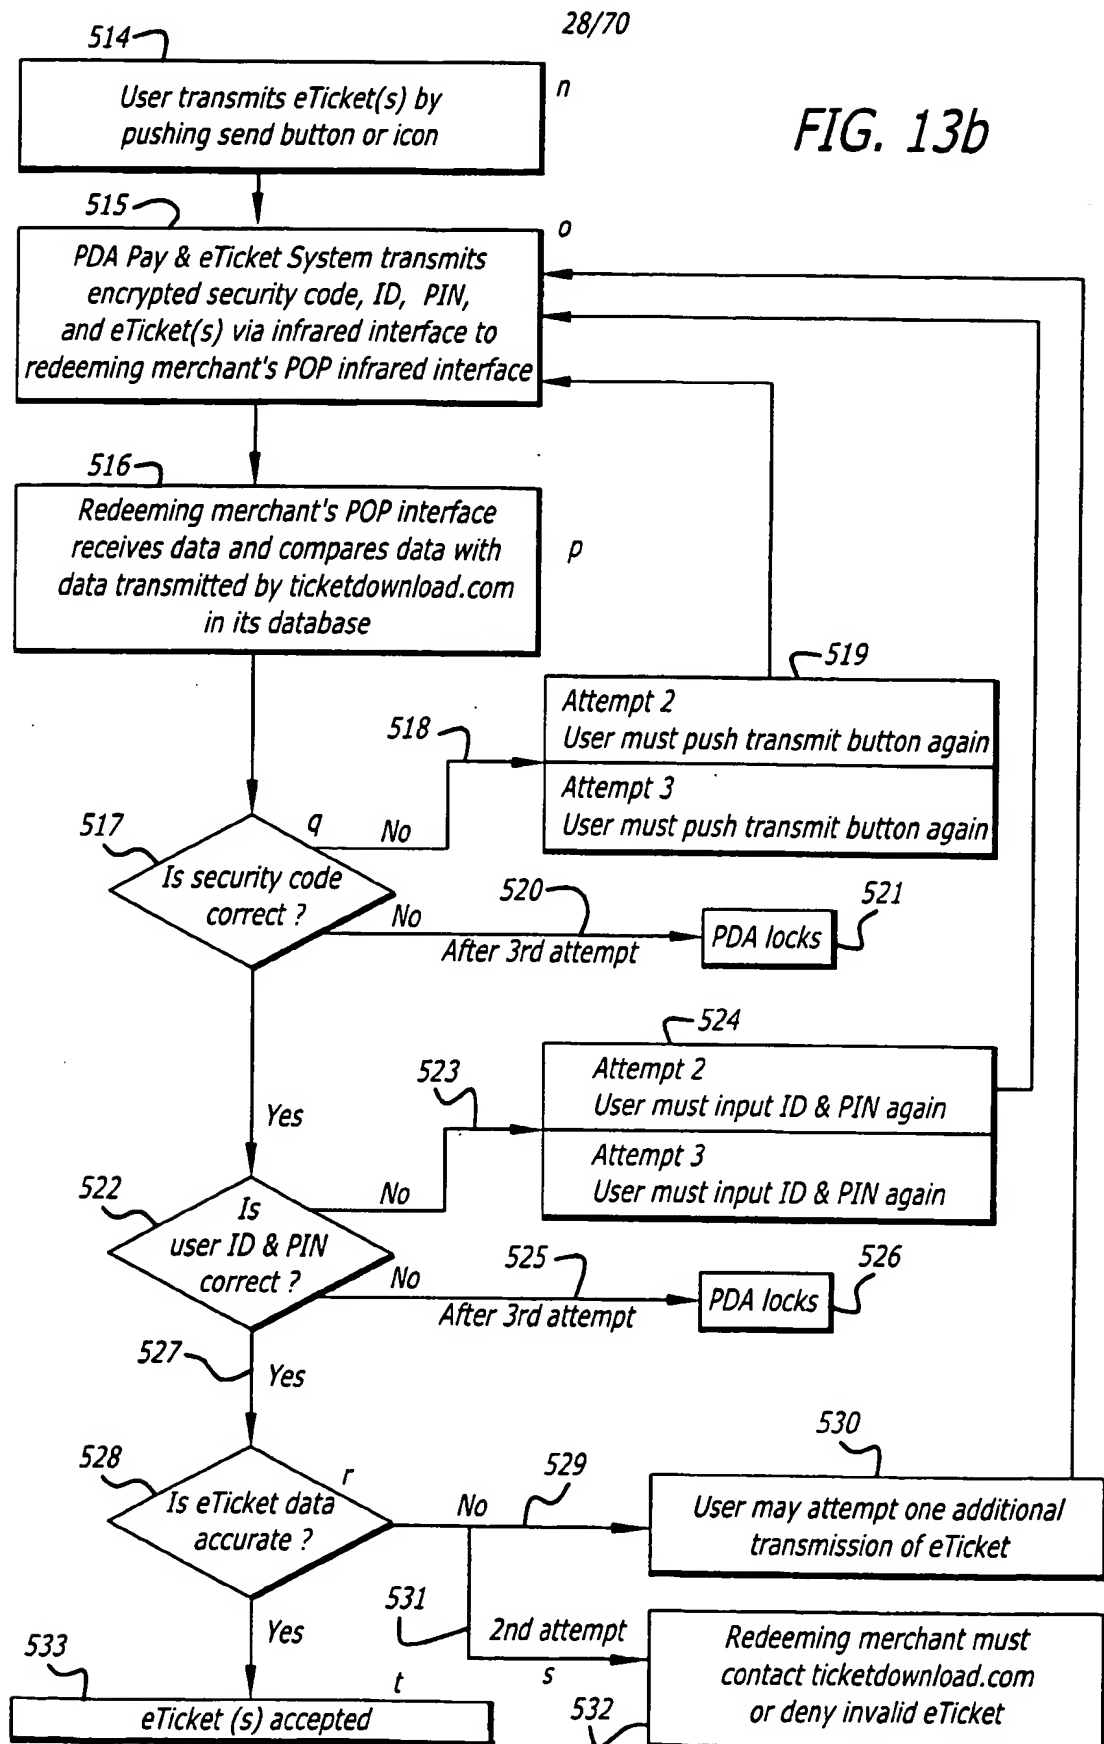 28/70
FIG. 13b
514
User transmits eTicket(s) by
pushing send button or icon
n
515
PDA Pay & eTicket System transmits
encrypted security code, ID, PIN,
and eTicket(s) via infrared interface to
redeeming merchant's POP infrared interface
o
516
Redeeming merchant's POP interface
receives data and compares data with
data transmitted by ticketdownload.com
in its database
p
517
Is security code
correct ?
q
No
518
519
Attempt 2
User must push transmit button again
Attempt 3
User must push transmit button again
No
520
After 3rd attempt
PDA locks
521
Yes
522
Is
user ID & PIN
correct ?
No
523
524
Attempt 2
User must input ID & PIN again
Attempt 3
User must input ID & PIN again
No
525
After 3rd attempt
PDA locks
526
527
Yes
528
Is eTicket data
accurate ?
r
No
529
530
User may attempt one additional
transmission of eTicket
531
2nd attempt
s
Redeeming merchant must
contact ticketdownload.com
or deny invalid eTicket
532
Yes
533
t
eTicket (s) accepted